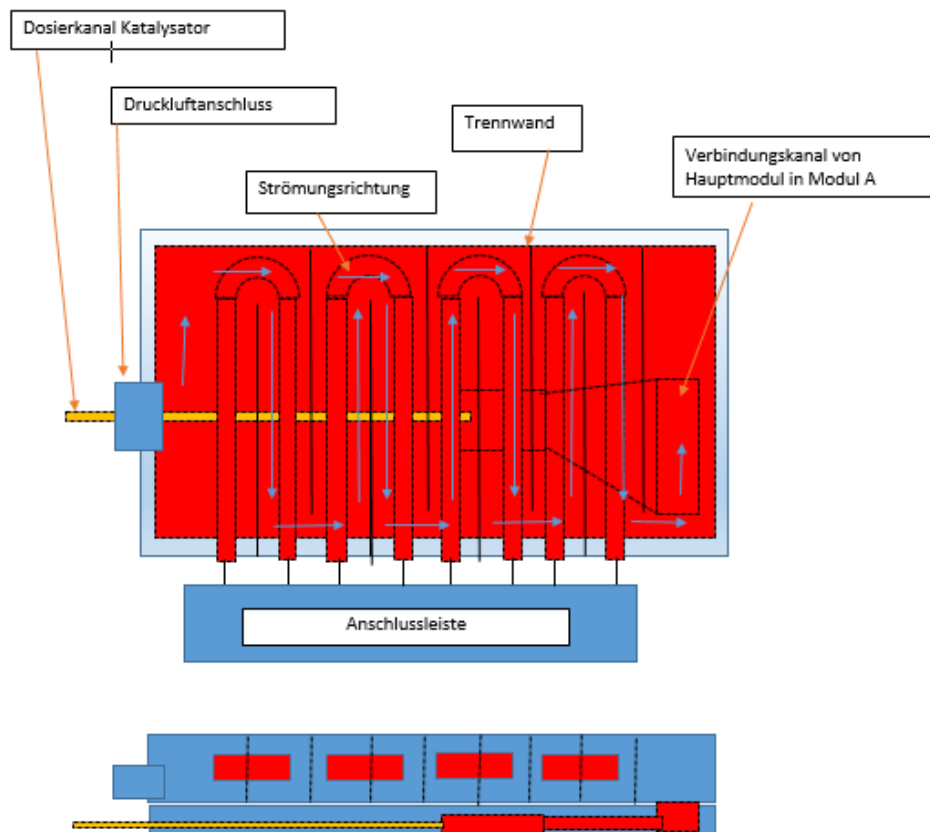 Dosierkanal Katalysator
Druckluftanschluss
Trennwand
Verbindungskanal von
Hauptmodul in Modul A
Strömungsrichtung
Anschlussleiste